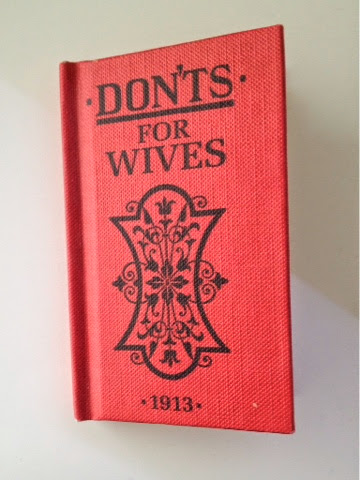 ·DON'TS·
FOR
WIVES
·1913·